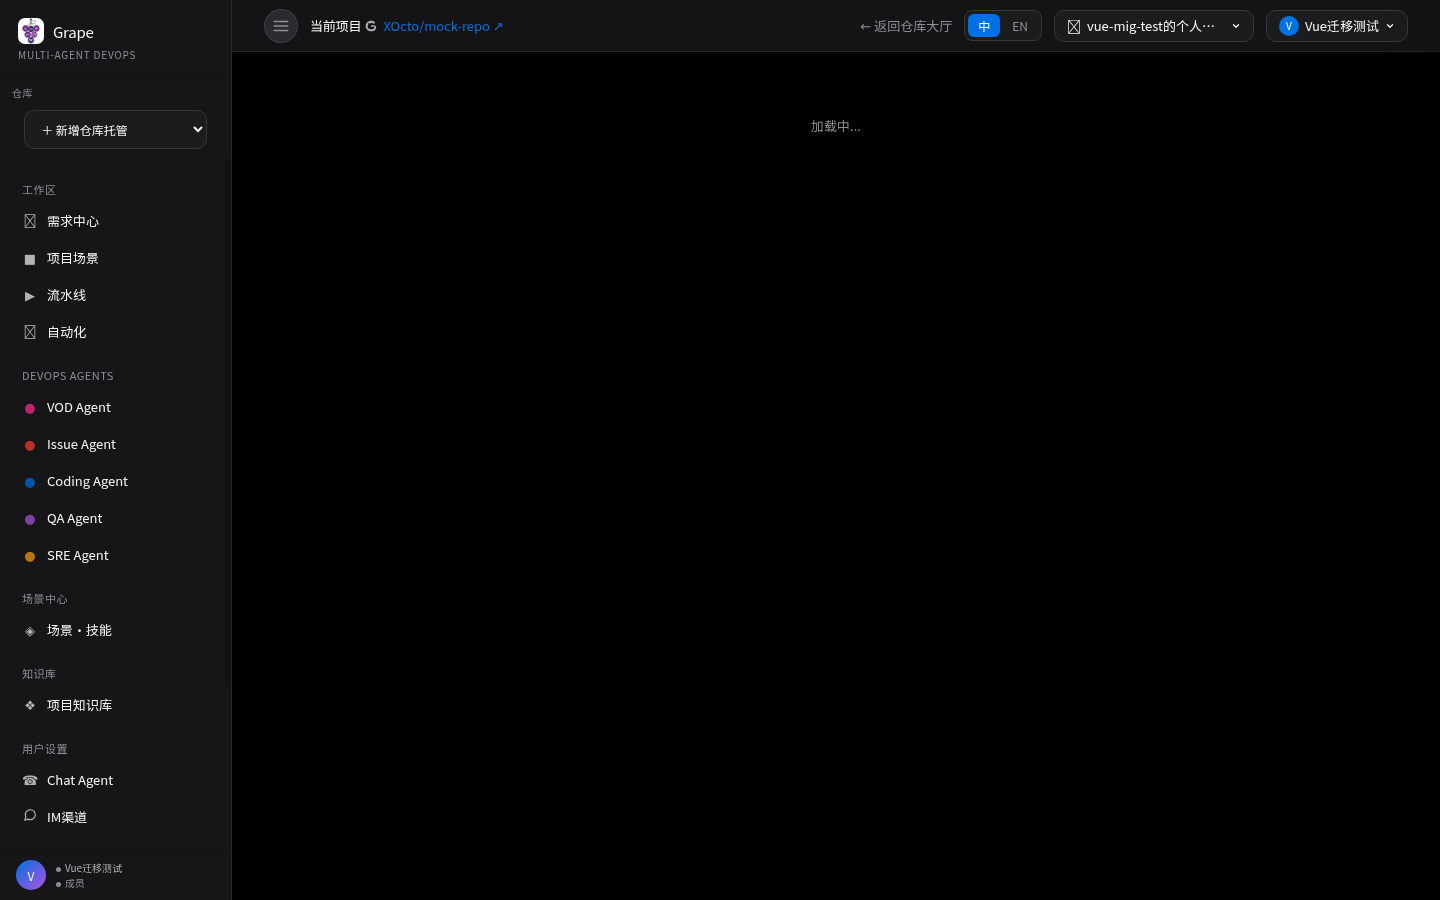 Grape
MULTI-AGENT DEVOPS
仓库
＋ 新增仓库托管
工作区
需求中心
项目场景
流水线
自动化
DEVOPS AGENTS
VOD Agent
Issue Agent
Coding Agent
QA Agent
SRE Agent
场景中心
场景・技能
知识库
项目知识库
用户设置
Chat Agent
IM渠道
V
Vue迁移测试
成员
当前项目 G XOcto/mock-repo ↗
← 返回仓库大厅
中 EN
vue-mig-test的个人…
V Vue迁移测试
加载中...